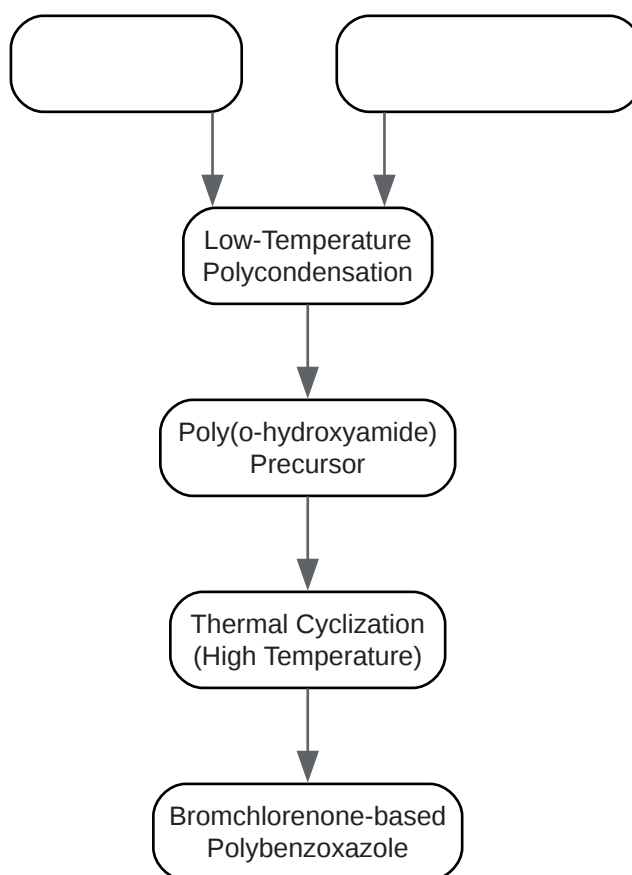 Low-Temperature
Polycondensation
Poly(o-hydroxyamide)
Precursor
Thermal Cyclization
(High Temperature)
Bromchlorenone-based
Polybenzoxazole